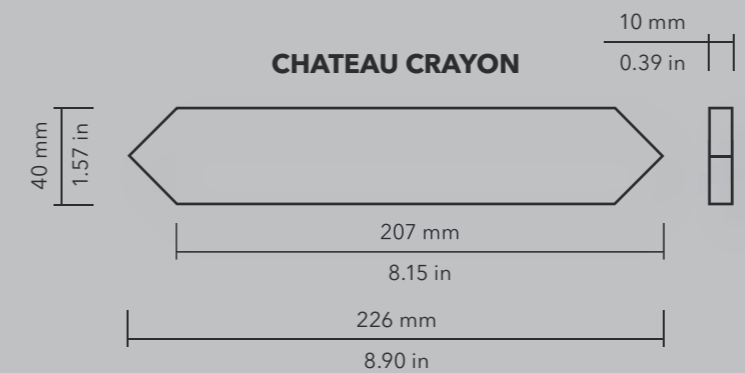 10 mm
0.39 in
CHATEAU CRAYON
40 mm
1.57 in
207 mm
8.15 in
226 mm
8.90 in